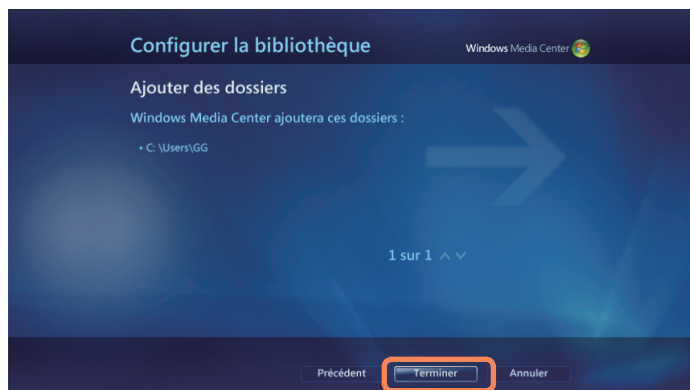 Configurer la bibliothèque
Windows Media Center
Ajouter des dossiers
Windows Media Center ajoutera ces dossiers :
• C: \Users\GG
1 sur 1
Précédent Terminer Annuler